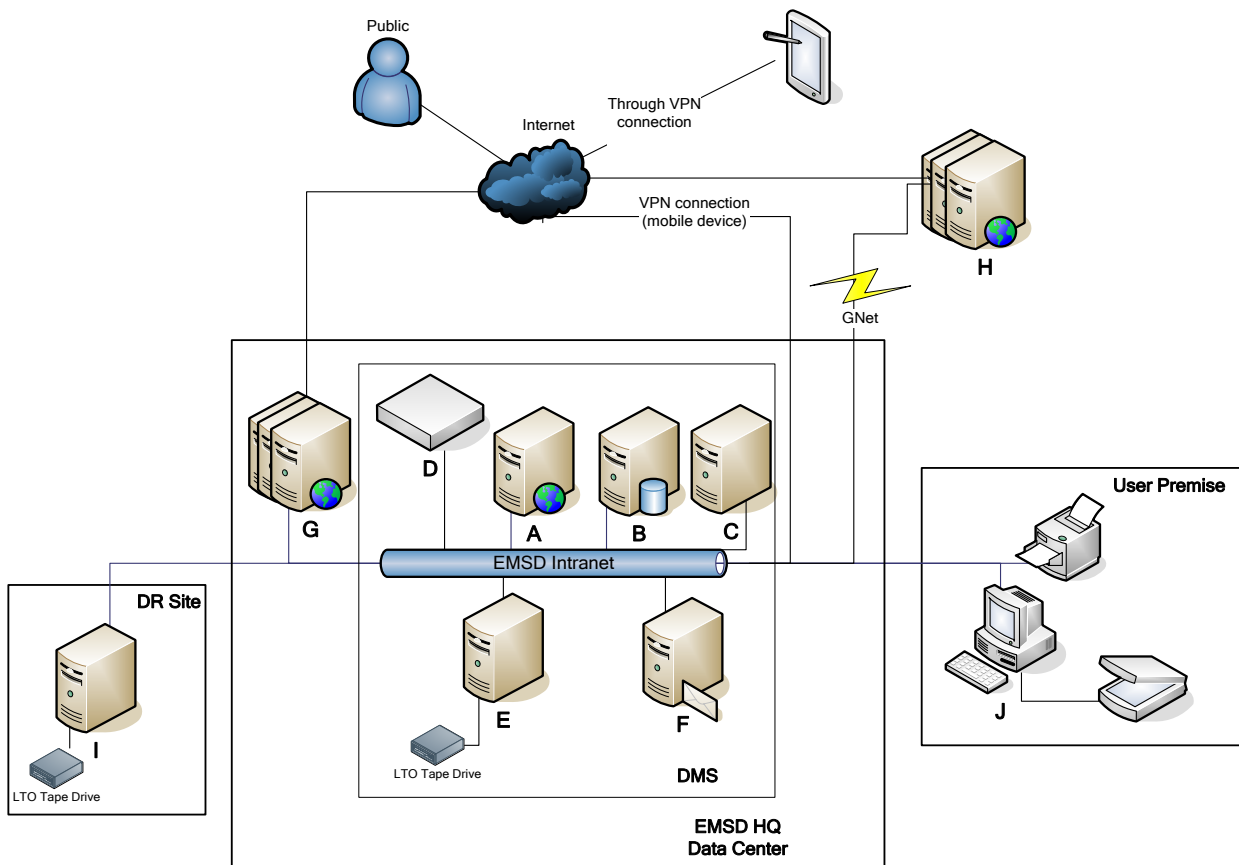 Public
Through VPN
connection
Internet
VPN connection
(mobile device)
H
GNet
D
G
A
B
C
User Premise
EMSD Intranet
DR Site
E
F
J
I
LTO Tape Drive
LTO Tape Drive
DMS
EMSD HQ
Data Center